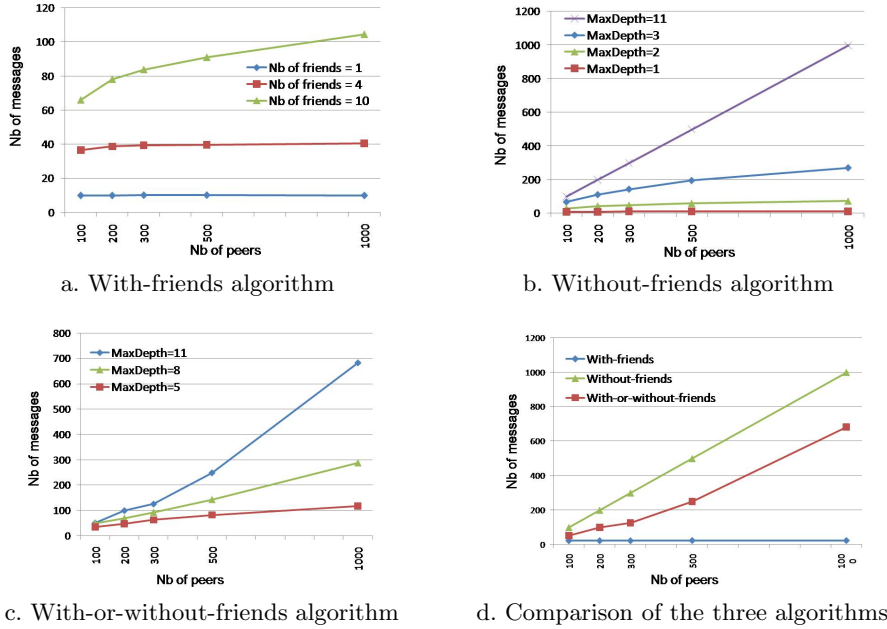 120
100
80
60
40
20
0
Nb of messages
Nb of friends = 1
Nb of friends = 4
Nb of friends = 10
100
200
300
500
1000
Nb of peers
a. With-friends algorithm
1200
1000
800
600
400
200
0
Nb of messages
MaxDepth=11
MaxDepth=3
MaxDepth=2
MaxDepth=1
100
200
300
500
1000
Nb of peers
b. Without-friends algorithm
800
700
600
500
400
300
200
100
0
Nb of messages
MaxDepth=11
MaxDepth=8
MaxDepth=5
100
200
300
500
1000
Nb of peers
c. With-or-without-friends algorithm
1200
1000
800
600
400
200
0
Nb of messages
With-friends
Without-friends
With-or-without-friends
100
200
300
500
100
0
Nb of peers
d. Comparison of the three algorithms